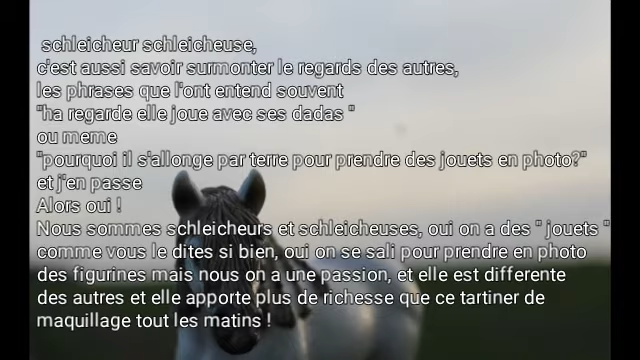 schleicheur schleicheuse,
c'est aussi savoir surmonter le regards des autres,
les phrases que l'ont entend souvent
"ha regarde elle joue avec ses dadas "
ou meme
"pourquoi il s'allonge par terre pour prendre des jouets en photo?"
et j'en passe
Alors oui !
Nous sommes schleicheurs et schleicheuses, oui on a des " jouets "
comme vous le dites si bien, oui on se sali pour prendre en photo
des figurines mais nous on a une passion, et elle est differente
des autres et elle apporte plus de richesse que ce tartiner de
maquillage tout les matins !